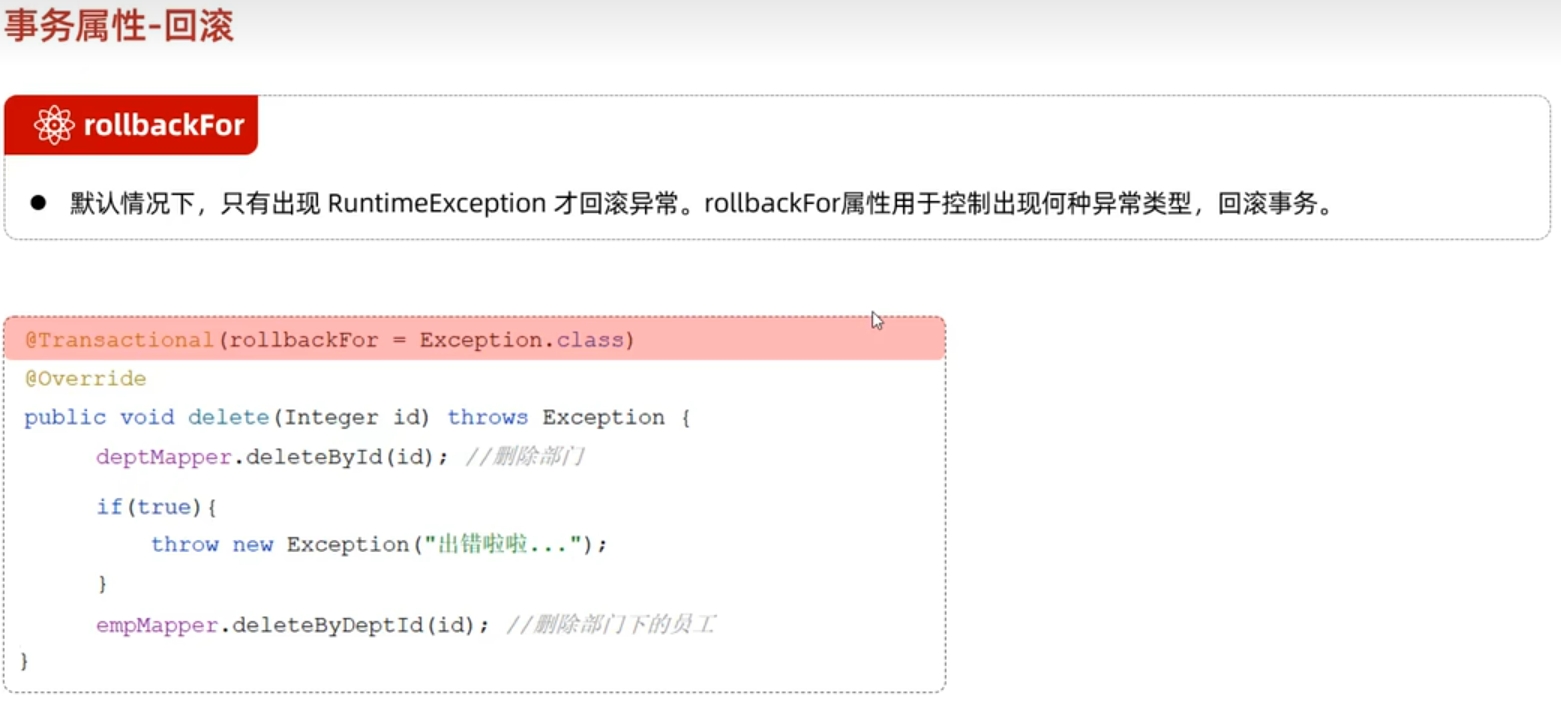 事务属性-回滚
rollbackFor
● 默认情况下，只有出现 RuntimeException 才回滚异常。rollbackFor属性用于控制出现何种异常类型，回滚事务。
@Transactional(rollbackFor = Exception.class)
@Override
public void delete(Integer id) throws Exception {
deptMapper.deleteById(id); //删除部门
if(true){
throw new Exception("出错啦啦...");
}
empMapper.deleteByDeptId(id); //删除部门下的员工
}